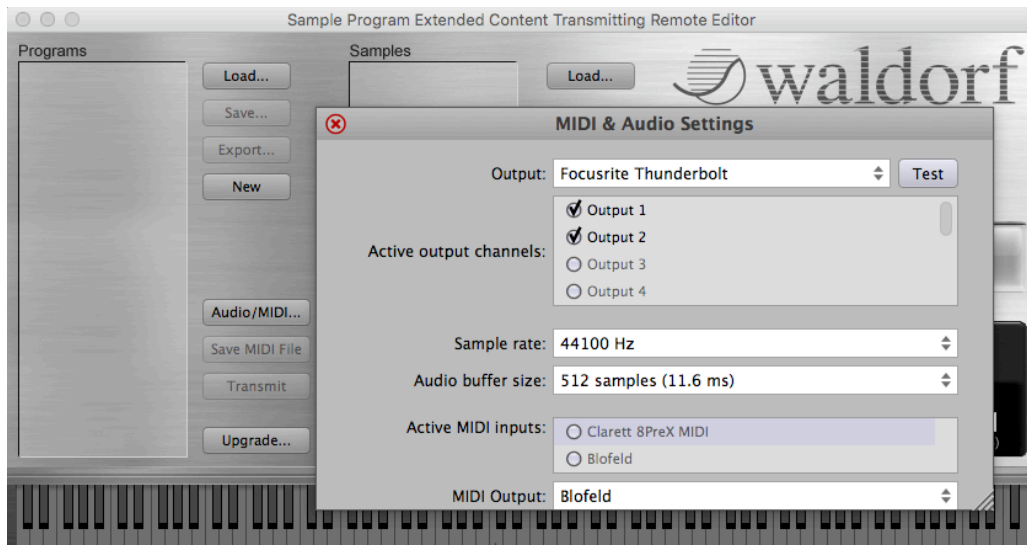 Sample Program Extended Content Transmitting Remote Editor
Programs
Samples
Load...
Load...
waldorf
Save...
Export...
New
Audio/MIDI...
Save MIDI File
Transmit
Upgrade...
MIDI & Audio Settings
Output: Focusrite Thunderbolt Test
Active output channels:
Output 1
Output 2
Output 3
Output 4
Sample rate: 44100 Hz
Audio buffer size: 512 samples (11.6 ms)
Active MIDI inputs: Clarett 8PreX MIDI
Blofeld
MIDI Output: Blofeld